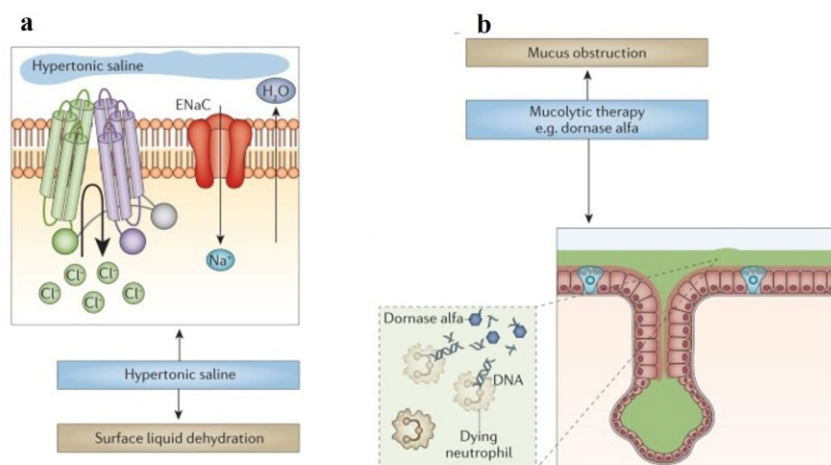 a
Hypertonic saline
ENaC
H₂O
Na⁺
Cl⁻
Cl⁻
Cl⁻
Cl⁻
Cl⁻
Hypertonic saline
Surface liquid dehydration
b
Mucus obstruction
Mucolytic therapy
e.g. dornase alfa
Dornase alfa
DNA
Dying
neutrophil